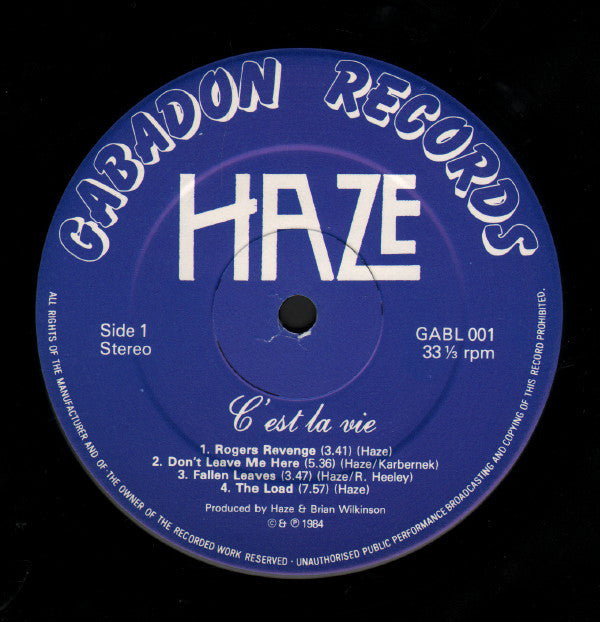 GABADON RECORDS
HAZE
Side 1
Stereo
GABL 001
33 ⅓ rpm
C'est la vie
1. Rogers Revenge (3.41) (Haze)
2. Don't Leave Me Here (5.36) (Haze/Karbernek)
3. Fallen Leaves (3.47) (Haze/R. Heeley)
4. The Load (7.57) (Haze)
Produced by Haze & Brian Wilkinson
© & ℗ 1984
ALL RIGHTS OF THE MANUFACTURER AND OF THE OWNER OF THE RECORDED WORK RESERVED · UNAUTHORISED PUBLIC PERFORMANCE BROADCASTING AND COPYING OF THIS RECORD PROHIBITED.